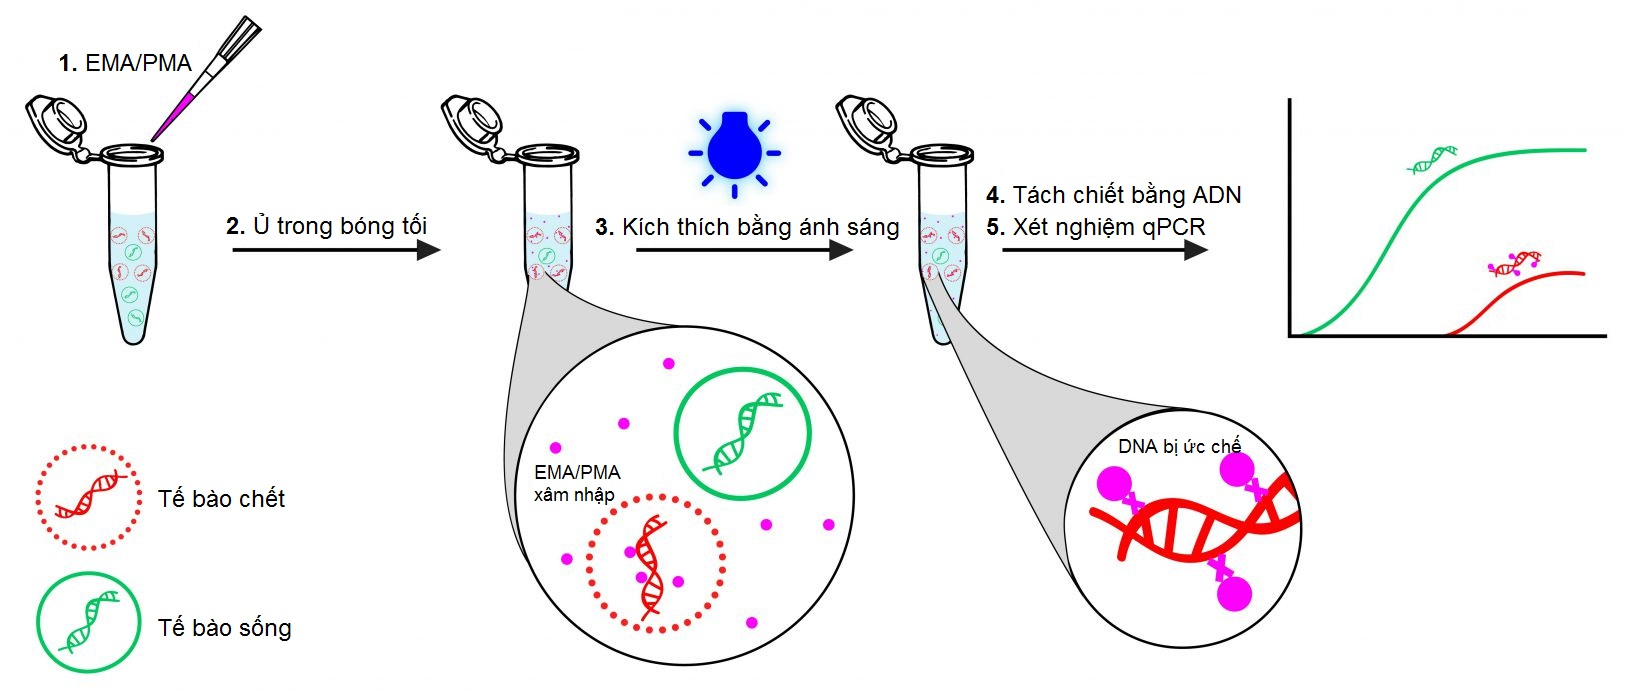 1. EMA/PMA
2. Ủ trong bóng tối
3. Kích thích bằng ánh sáng
4. Tách chiết bằng ADN
5. Xét nghiệm qPCR
EMA/PMA
xâm nhập
DNA bị ức chế
Tế bào chết
Tế bào sống